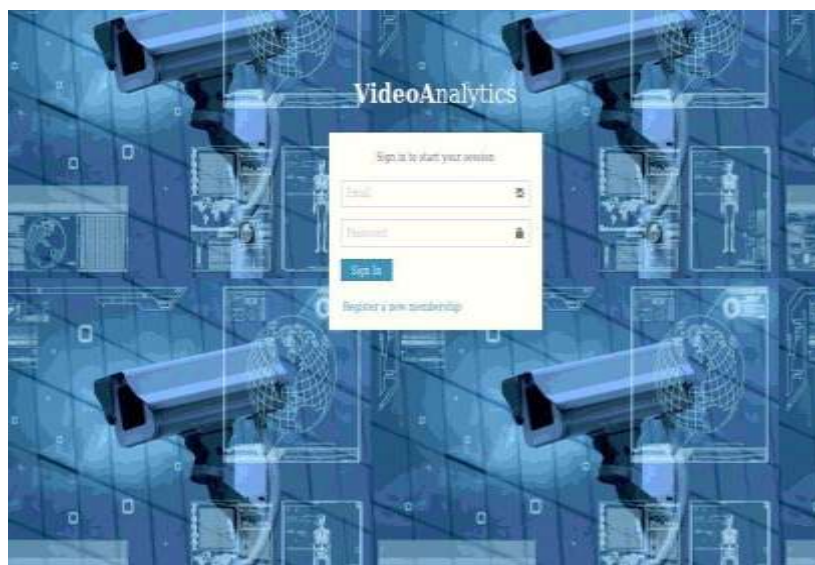 VideoAnalytics
Sign in to start your session
Email
Password
Sign In
Register a new membership